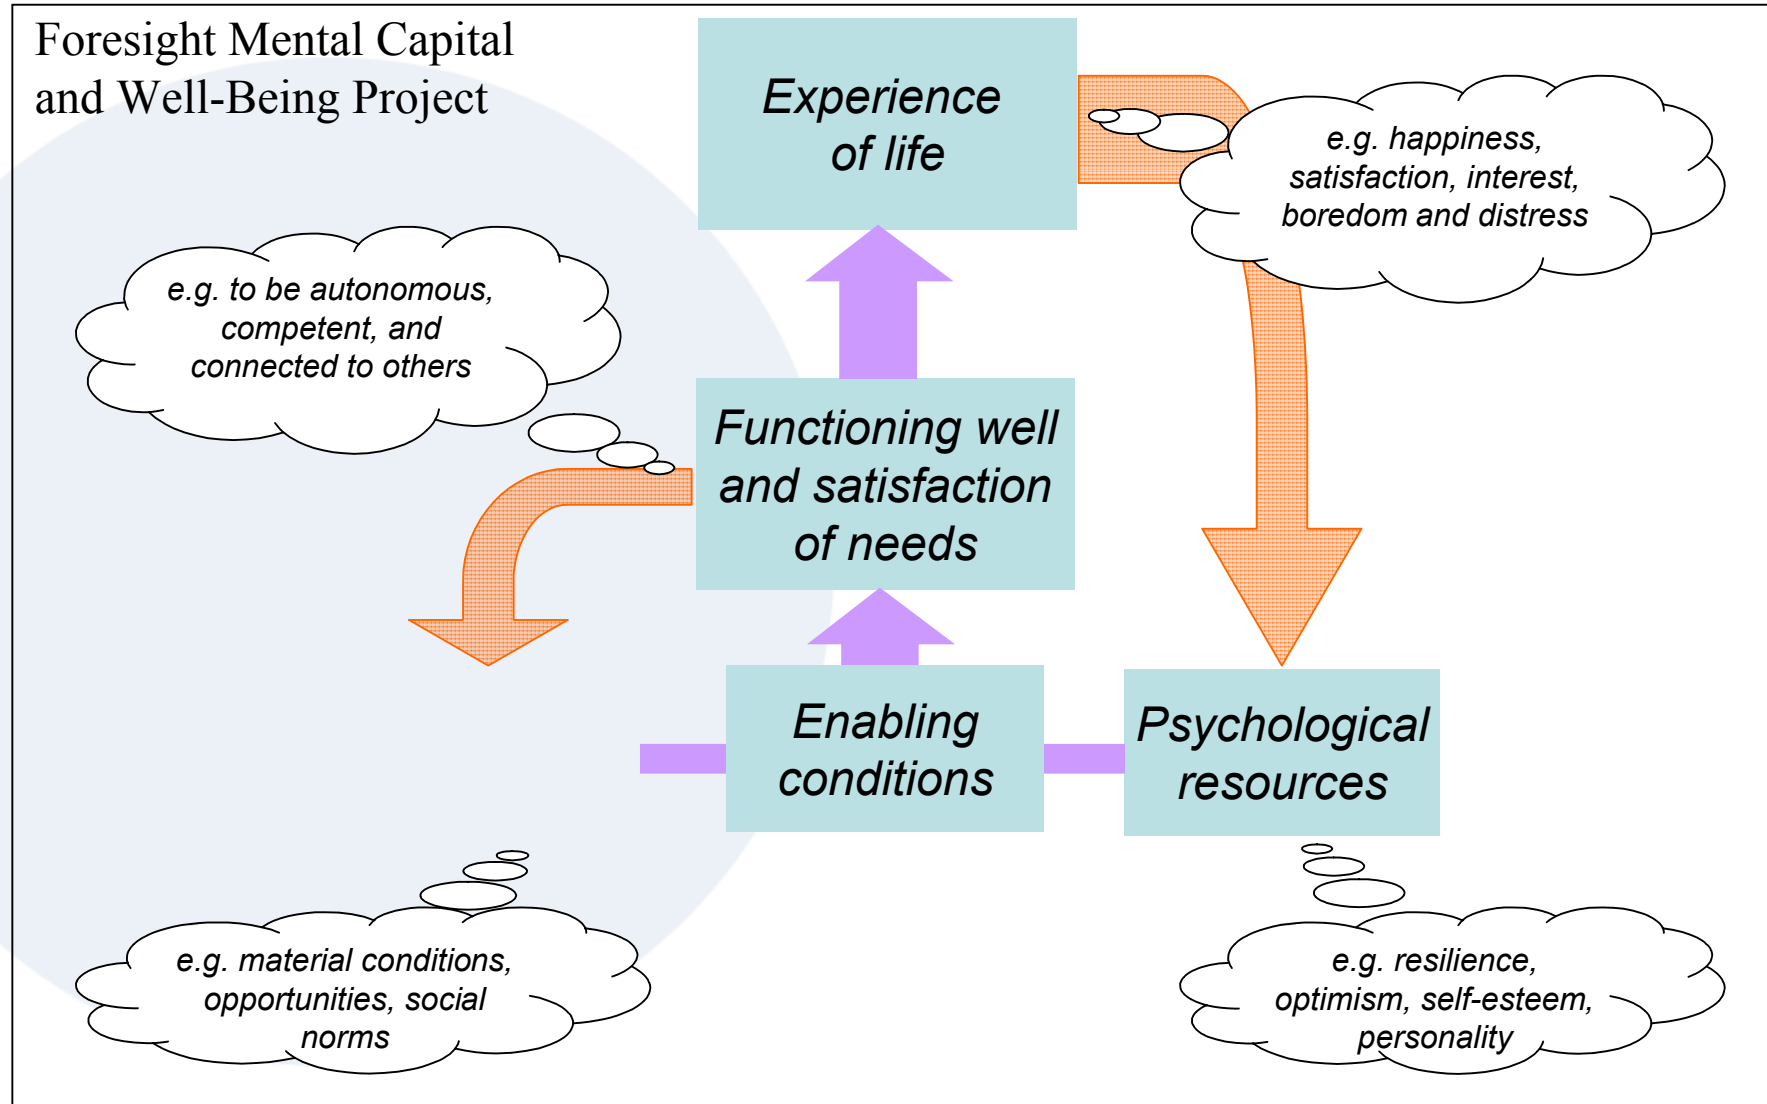 Foresight Mental Capital
and Well-Being Project
Experience
of life
e.g. happiness,
satisfaction, interest,
boredom and distress
e.g. to be autonomous,
competent, and
connected to others
Functioning well
and satisfaction
of needs
Enabling
conditions
Psychological
resources
e.g. material conditions,
opportunities, social
norms
e.g. resilience,
optimism, self-esteem,
personality